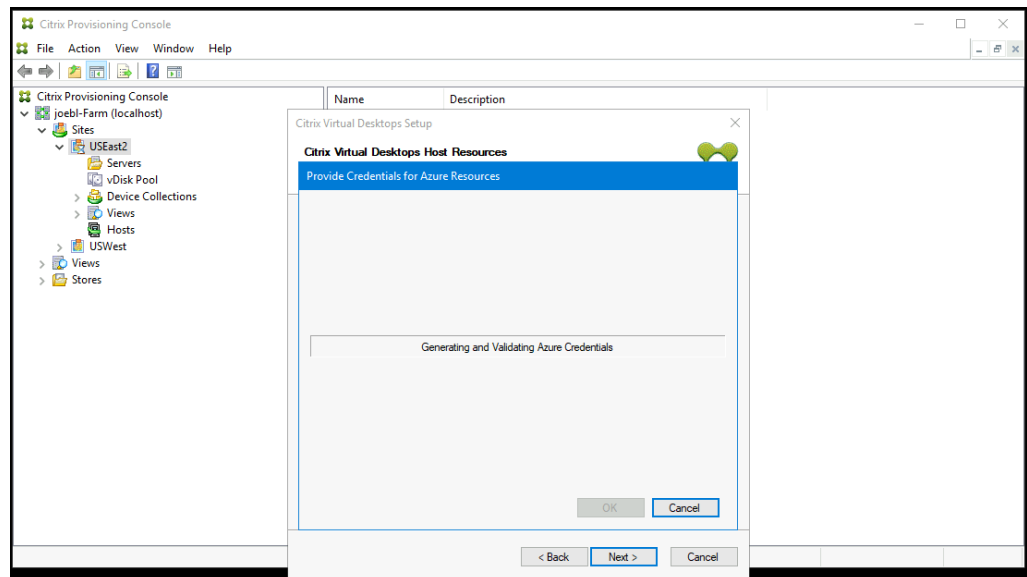 Citrix Provisioning Console
File Action View Window Help
Citrix Provisioning Console
joebl-Farm (localhost)
Sites
USEast2
Servers
vDisk Pool
Device Collections
Views
Hosts
USWest
Views
Stores
Name Description
Citrix Virtual Desktops Setup
Citrix Virtual Desktops Host Resources
Provide Credentials for Azure Resources
Generating and Validating Azure Credentials
OK Cancel
< Back Next > Cancel